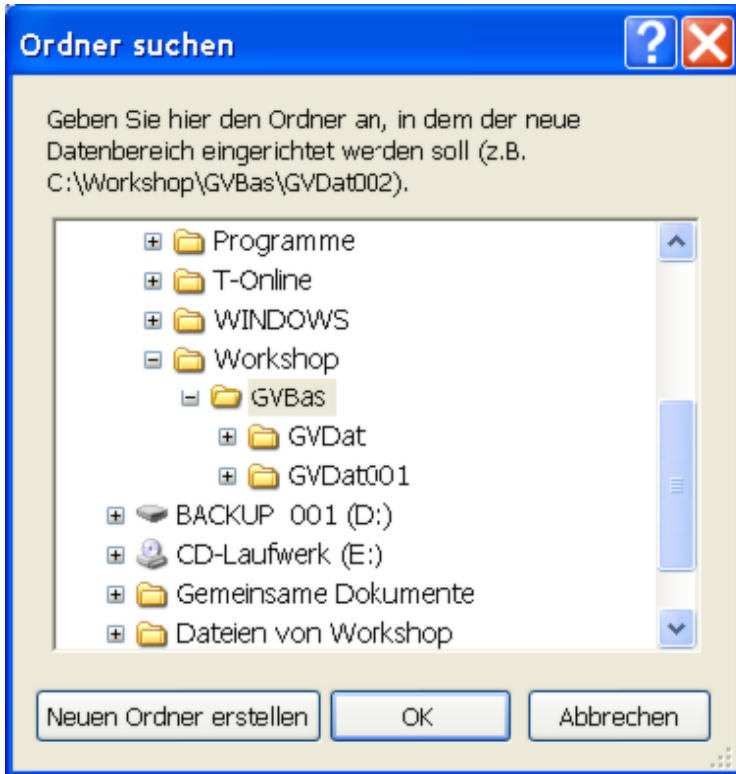 Ordner suchen
Geben Sie hier den Ordner an, in dem der neue
Datenbereich eingerichtet werden soll (z.B.
C:\Workshop\GVBas\GVDat002).
Programme
T-Online
WINDOWS
Workshop
GVBas
GVDat
GVDat001
BACKUP 001 (D:)
CD-Laufwerk (E:)
Gemeinsame Dokumente
Dateien von Workshop
Neuen Ordner erstellen OK Abbrechen